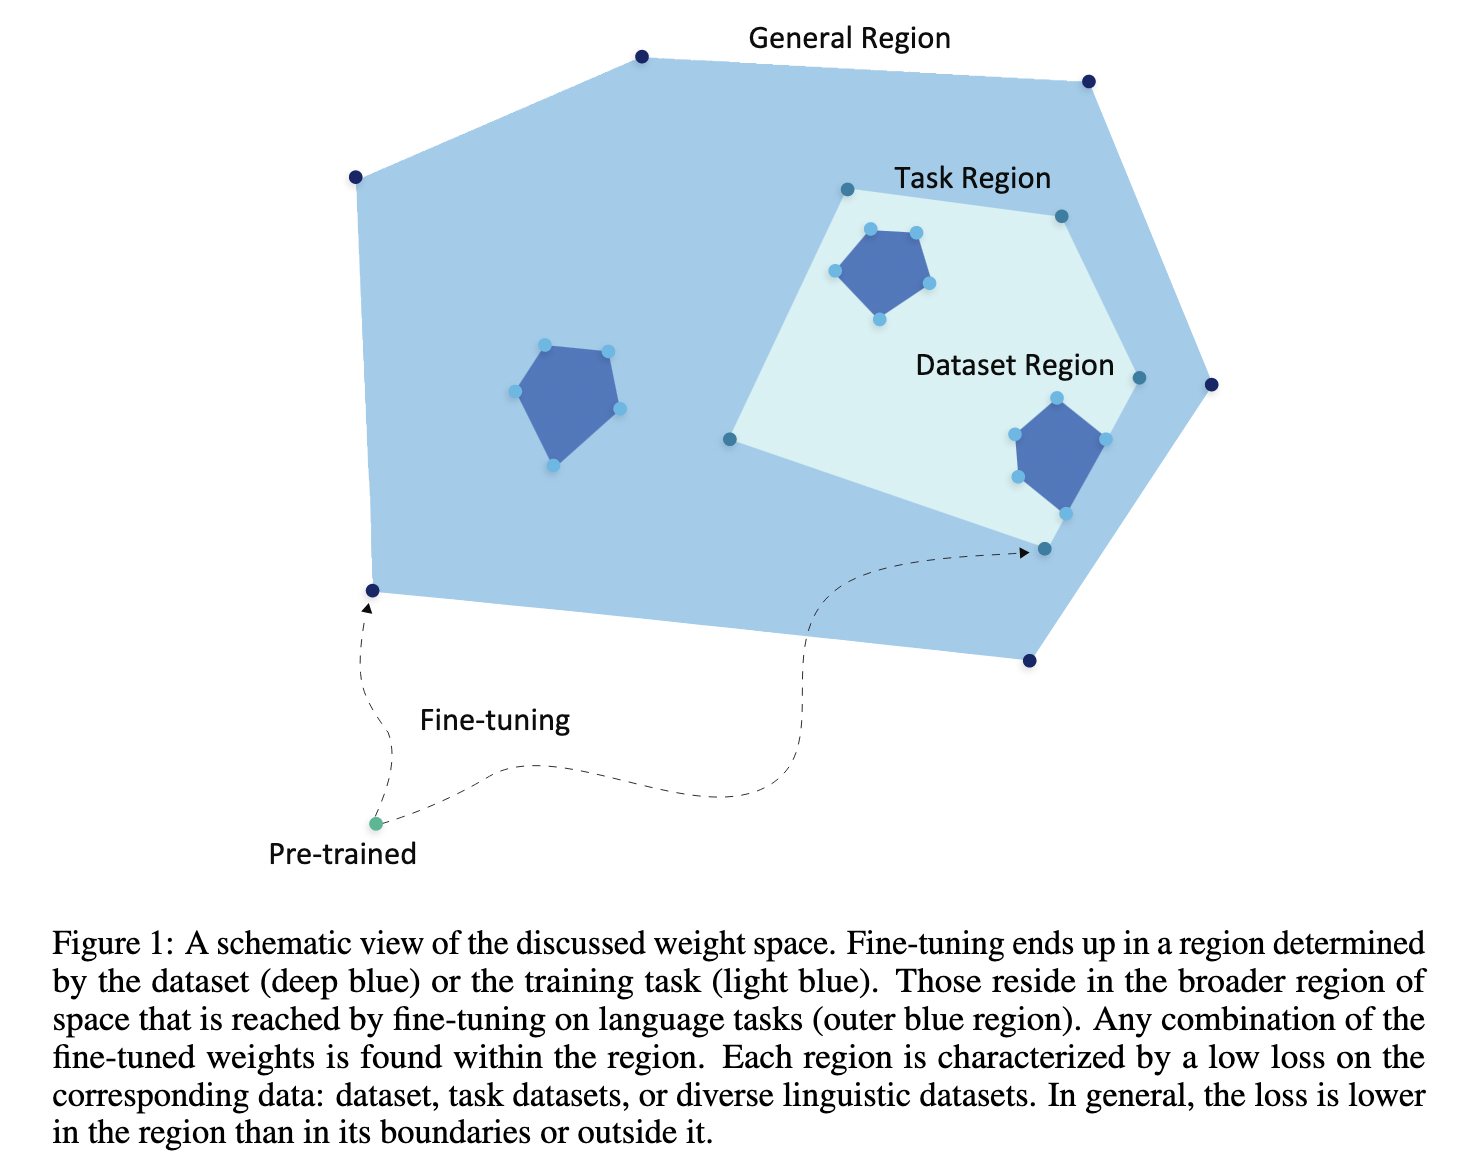 General Region
Task Region
Dataset Region
Fine-tuning
Pre-trained
Figure 1: A schematic view of the discussed weight space. Fine-tuning ends up in a region determined
by the dataset (deep blue) or the training task (light blue). Those reside in the broader region of
space that is reached by fine-tuning on language tasks (outer blue region). Any combination of the
fine-tuned weights is found within the region. Each region is characterized by a low loss on the
corresponding data: dataset, task datasets, or diverse linguistic datasets. In general, the loss is lower
in the region than in its boundaries or outside it.